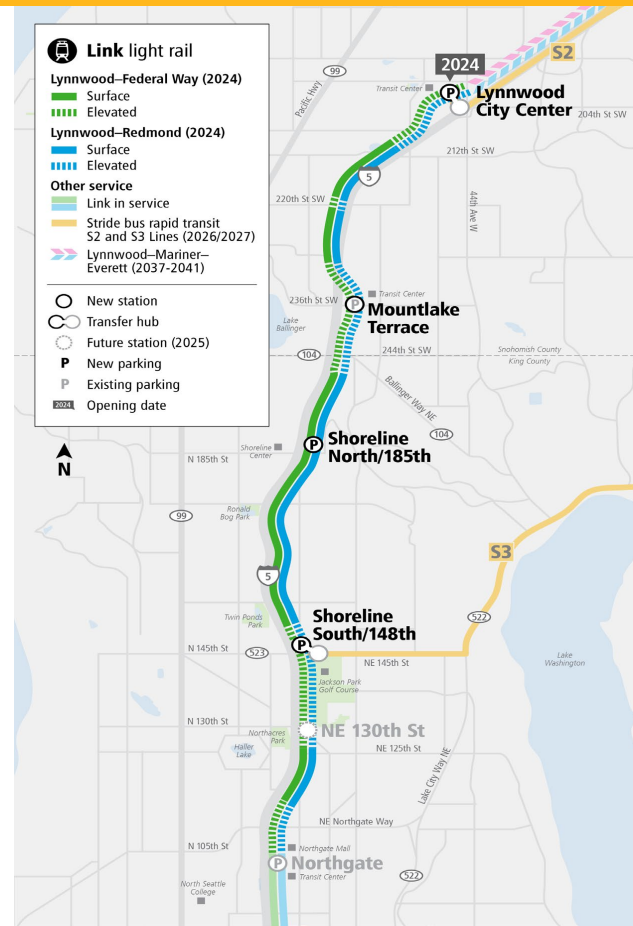 Link light rail
Lynnwood–Federal Way (2024)
Surface
Elevated
Lynnwood–Redmond (2024)
Surface
Elevated
Other service
Link in service
Stride bus rapid transit
S2 and S3 Lines (2026/2027)
Lynnwood–Mariner–
Everett (2037-2041)
New station
Transfer hub
Future station (2025)
P New parking
P Existing parking
2024 Opening date
N
S2
99
2024
Transit Center
P
Lynnwood
City Center
Pacific Hwy
204th St SW
212th St SW
5
220th St SW
44th Ave W
236th St SW
Transit Center
P
Mountlake
Terrace
Lake
Ballinger
104
244th St SW
Snohomish County
King County
Ballinger Way NE
104
Shoreline
Center
P
Shoreline
North/185th
N 185th St
Ronald
Bog Park
99
S3
5
522
Twin Ponds
Park
Shoreline
South/148th
P
N 145th St
523
NE 145th St
Lake
Washington
Jackson Park
Golf Course
N 130th St
Northacres
Park
NE 130th St
Haller
Lake
NE 125th St
Lake City Way NE
NE Northgate Way
N 105th St
Northgate Mall
P
Northgate
Transit Center
522
North Seattle
College